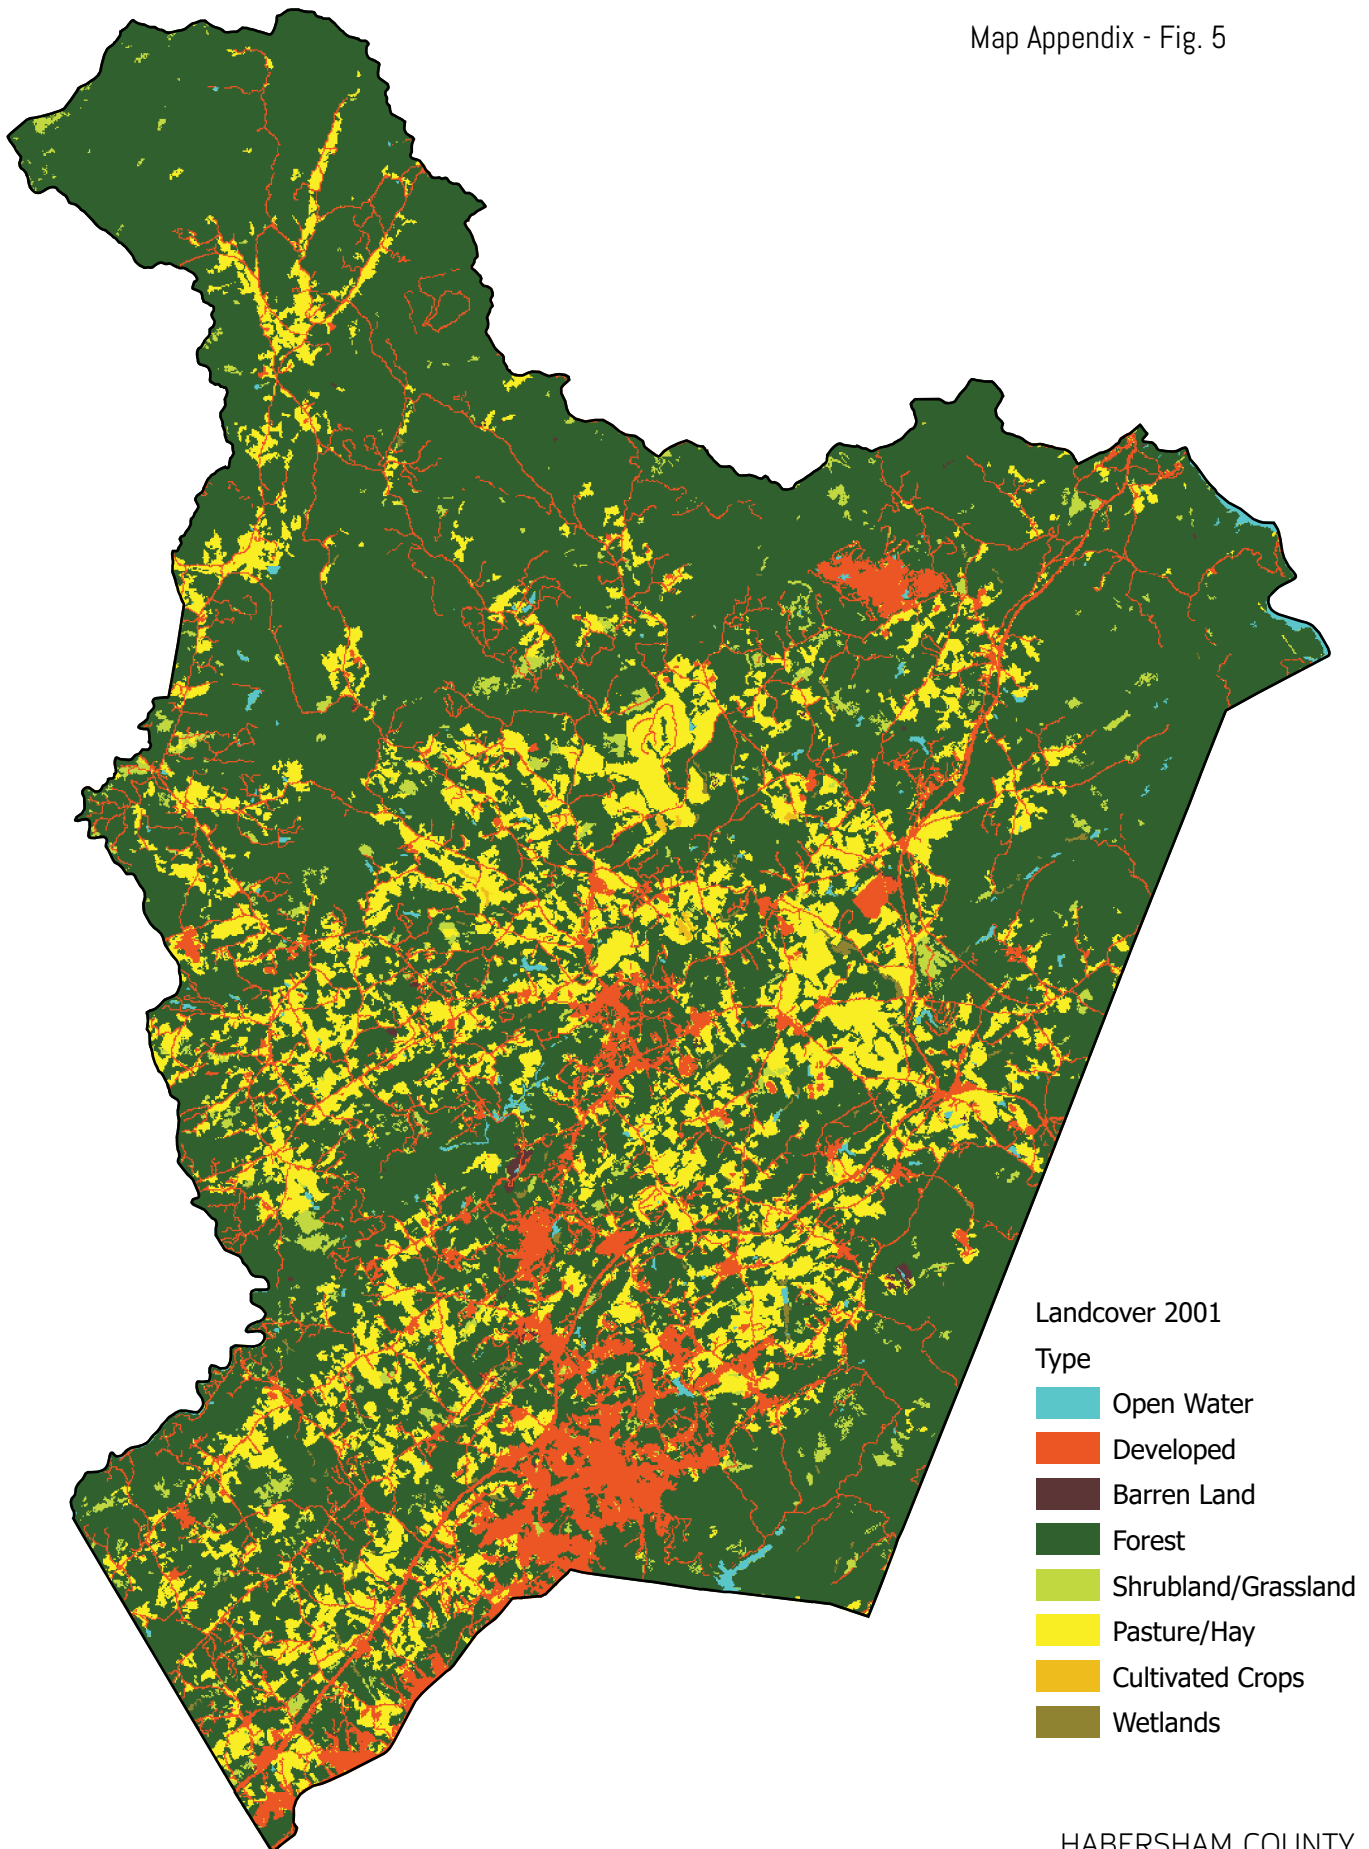 Map Appendix - Fig. 5
Landcover 2001
Type
Open Water
Developed
Barren Land
Forest
Shrubland/Grassland
Pasture/Hay
Cultivated Crops
Wetlands
HABERSHAM COUNTY